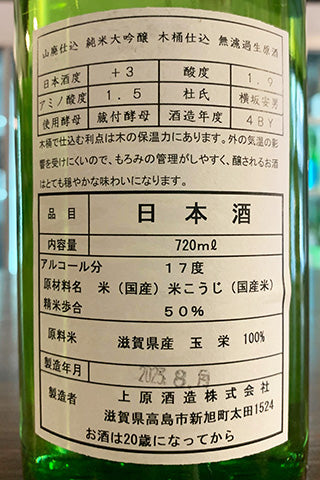 山廃仕込 純米大吟醸 木桶仕込 無濾過生原酒
日本酒度 +3 酸度 1.9
アミノ酸度 1.5 杜氏 横坂安男
使用酵母 蔵付酵母 酒造年度 4BY
木桶で仕込む利点は木の保温力にあります。外の気温の影
響を受けにくいので、もろみの管理がしやすく、醸されるお酒
はとても穏やかな味わいになります。
品目 日本酒
内容量 720mℓ
アルコール分 17度
原材料名 米(国産)米こうじ(国産米)
精米歩合 50%
原料米 滋賀県産 玉栄 100%
製造年月 2025. 8月
製造者 上原酒造株式会社
滋賀県高島市新旭町太田1524
お酒は20歳になってから